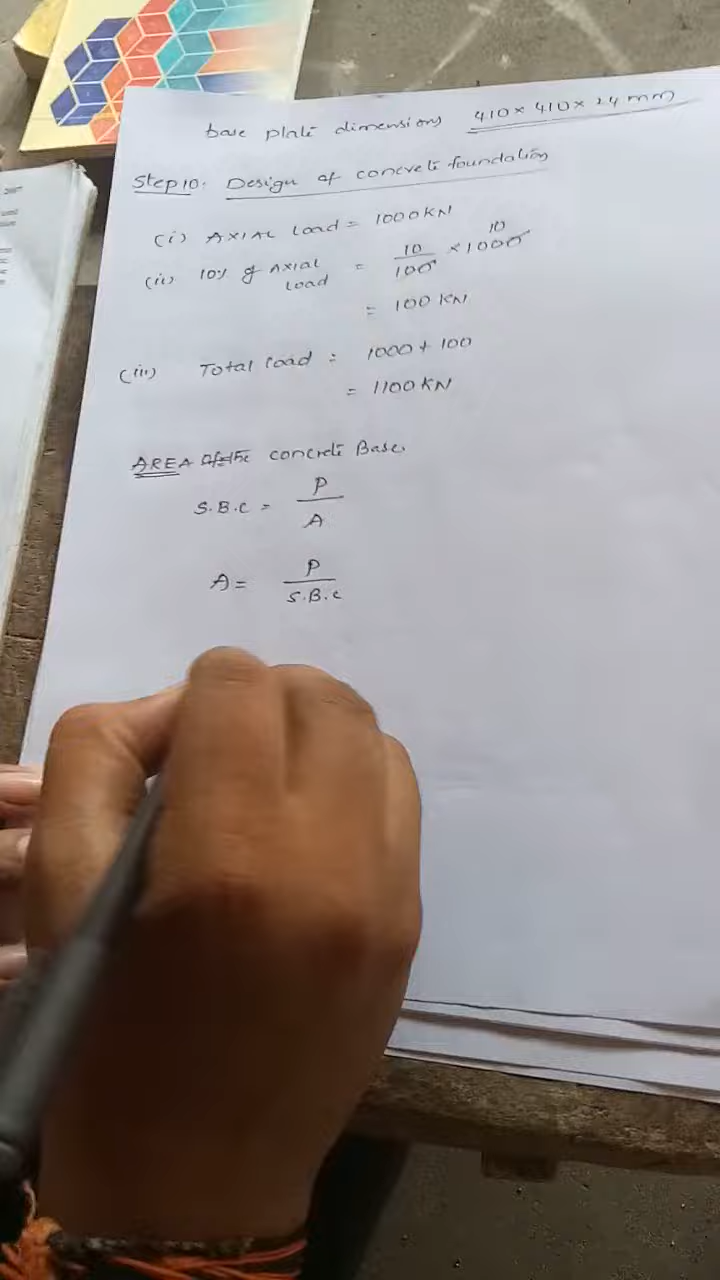 base plate dimensions 410 × 410 × 24 mm
Step 10: Design of concrete foundation
(i) AXIAL Load = 1000 KN
(ii) 10% of Axial Load = 10/100 × 1000 10
= 100 KN
(iii) Total load = 1000 + 100
= 1100 KN
AREA of the concrete Base.
S.B.C = P/A
A = P/S.B.C